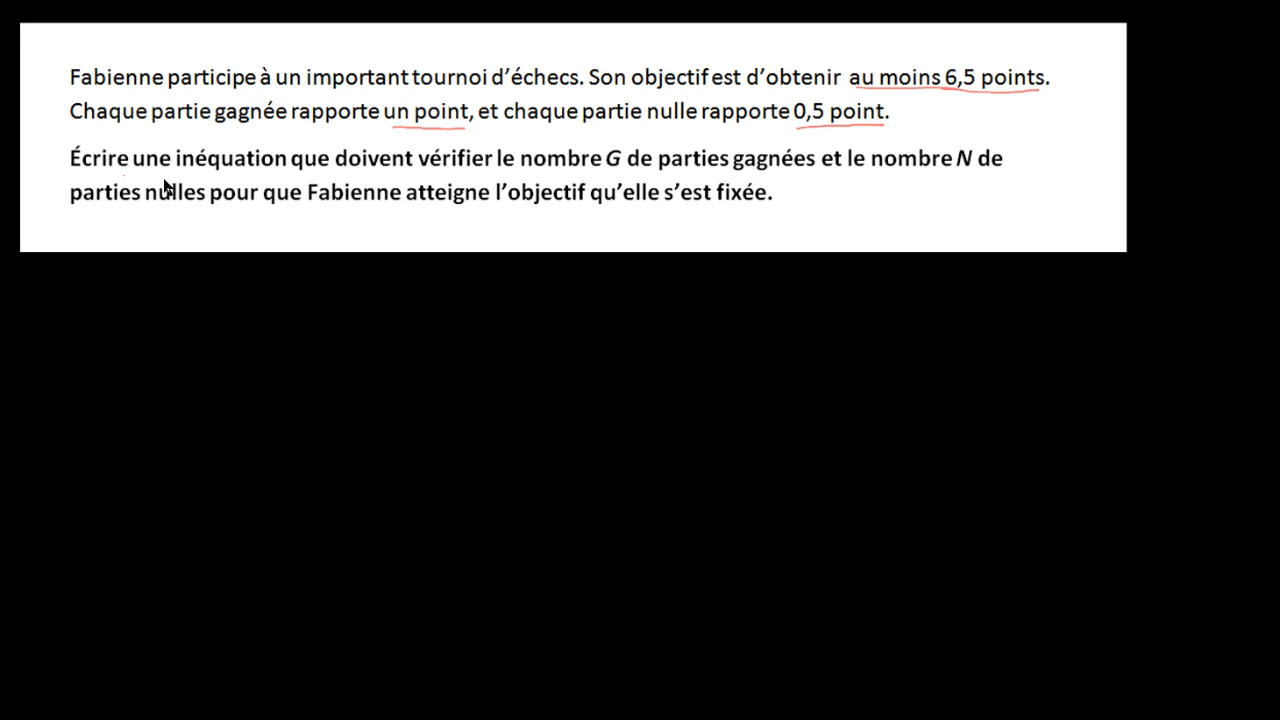 Fabienne participe à un important tournoi d’échecs. Son objectif est d’obtenir au moins 6,5 points.
Chaque partie gagnée rapporte un point, et chaque partie nulle rapporte 0,5 point.
Écrire une inéquation que doivent vérifier le nombre G de parties gagnées et le nombre N de
parties nulles pour que Fabienne atteigne l’objectif qu’elle s’est fixée.